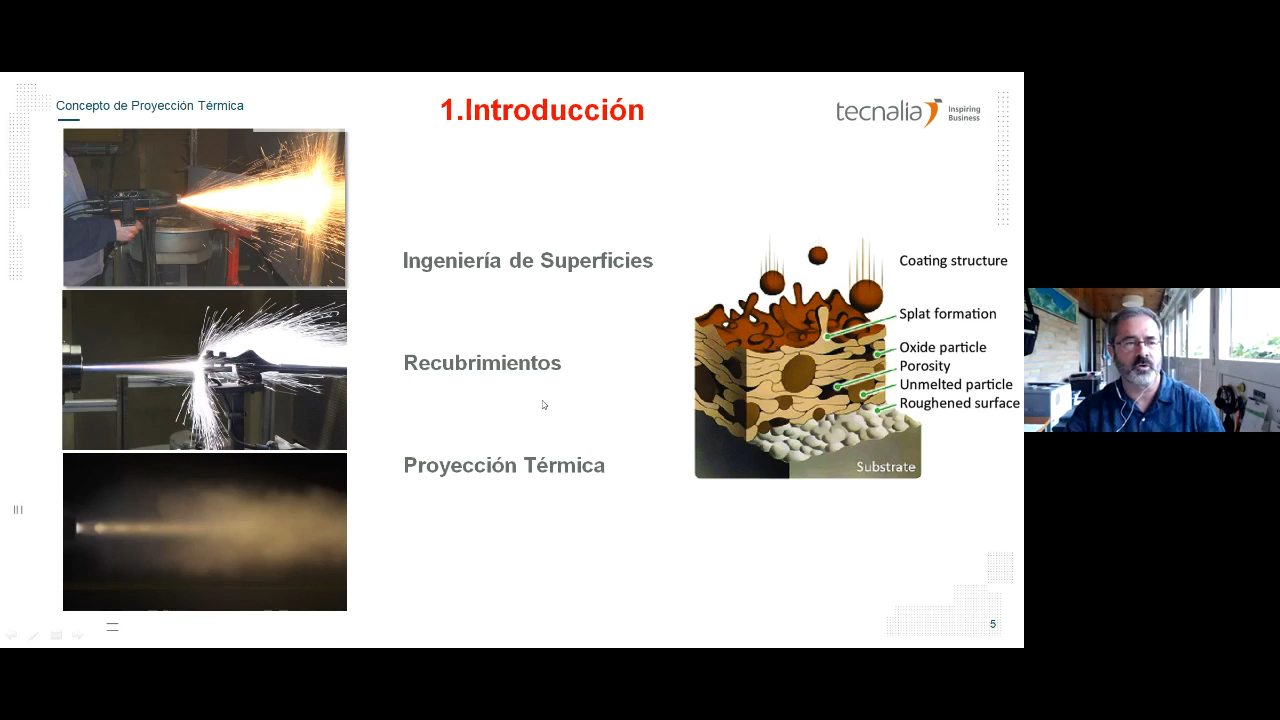 Concepto de Proyección Térmica
1.Introducción
tecnalia
Inspiring
Business
Ingeniería de Superficies
Recubrimientos
Proyección Térmica
Coating structure
Splat formation
Oxide particle
Porosity
Unmelted particle
Roughened surface
Substrate
5